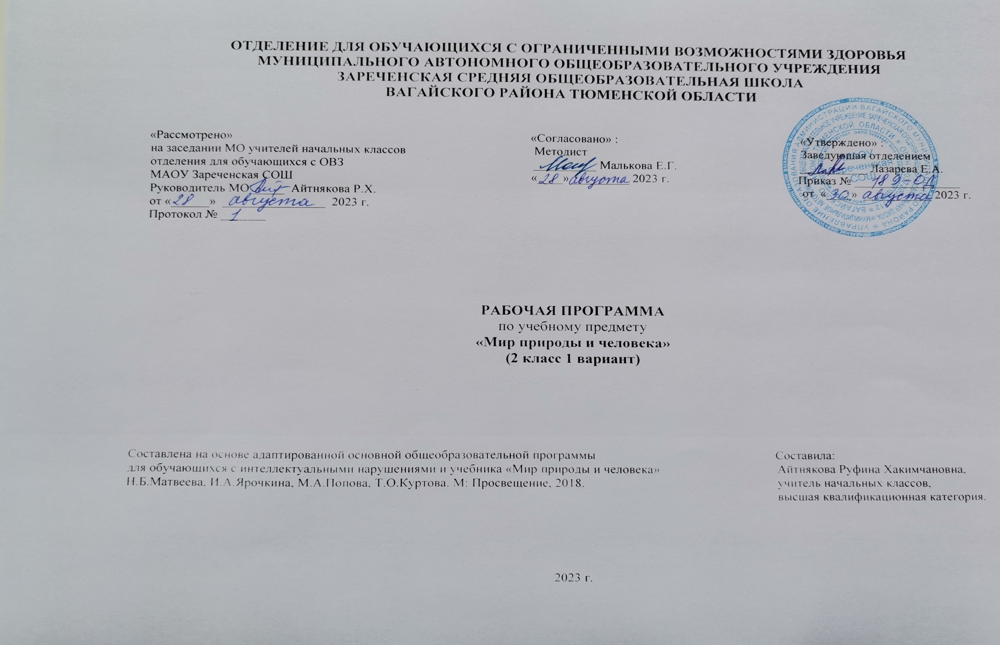 ОТДЕЛЕНИЕ ДЛЯ ОБУЧАЮЩИХСЯ С ОГРАНИЧЕННЫМИ ВОЗМОЖНОСТЯМИ ЗДОРОВЬЯ
МУНИЦИПАЛЬНОГО АВТОНОМНОГО ОБЩЕОБРАЗОВАТЕЛЬНОГО УЧРЕЖДЕНИЯ
ЗАРЕЧЕНСКАЯ СРЕДНЯЯ ОБЩЕОБРАЗОВАТЕЛЬНАЯ ШКОЛА
ВАГАЙСКОГО РАЙОНА ТЮМЕНСКОЙ ОБЛАСТИ
«Рассмотрено»
на заседании МО учителей начальных классов
отделения для обучающихся с ОВЗ
МАОУ Зареченская СОШ
Руководитель МО Айтнякова Р.Х.
от «28» августа 2023 г.
Протокол № 1
«Согласовано» :
Методист
Малькова Е.Г.
«28» августа 2023 г.
«Утверждено» :
Заведующая отделением
Лазарева Е.А.
Приказ № 189-ОД
от «30» августа 2023 г.
МАОУ
Зареченская
СОШ
РАБОЧАЯ ПРОГРАММА
по учебному предмету
«Мир природы и человека»
(2 класс 1 вариант)
Составлена на основе адаптированной основной общеобразовательной программы
для обучающихся с интеллектуальными нарушениями и учебника «Мир природы и человека»
Н.Б.Матвеева, И.А.Ярочкина, М.А.Попова, Т.О.Куртова. М: Просвещение, 2018.
Составила:
Айтнякова Руфина Хакимчановна,
учитель начальных классов,
высшая квалификационная категория.
2023 г.